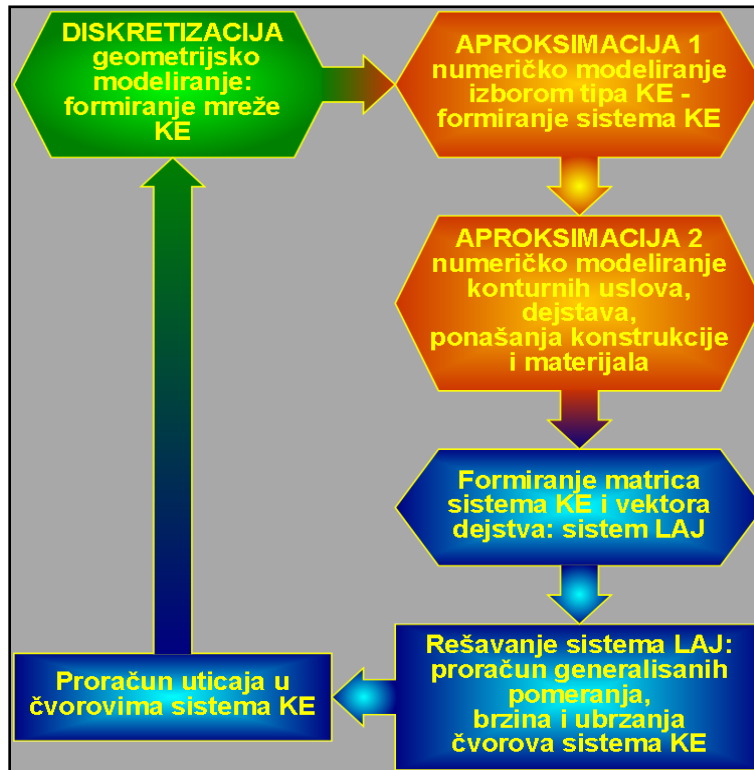 DISKRETIZACIJA
geometrijsko
modeliranje:
formiranje mreže
KE
APROKSIMACIJA 1
numeričko modeliranje
izborom tipa KE -
formiranje sistema KE
APROKSIMACIJA 2
numeričko modeliranje
konturnih uslova,
dejstava,
ponašanja konstrukcije
i materijala
Formiranje matrica
sistema KE i vektora
dejstva: sistem LAJ
Rešavanje sistema LAJ:
proračun generalisanih
pomeranja,
brzina i ubrzanja
čvorova sistema KE
Proračun uticaja u
čvorovima sistema KE